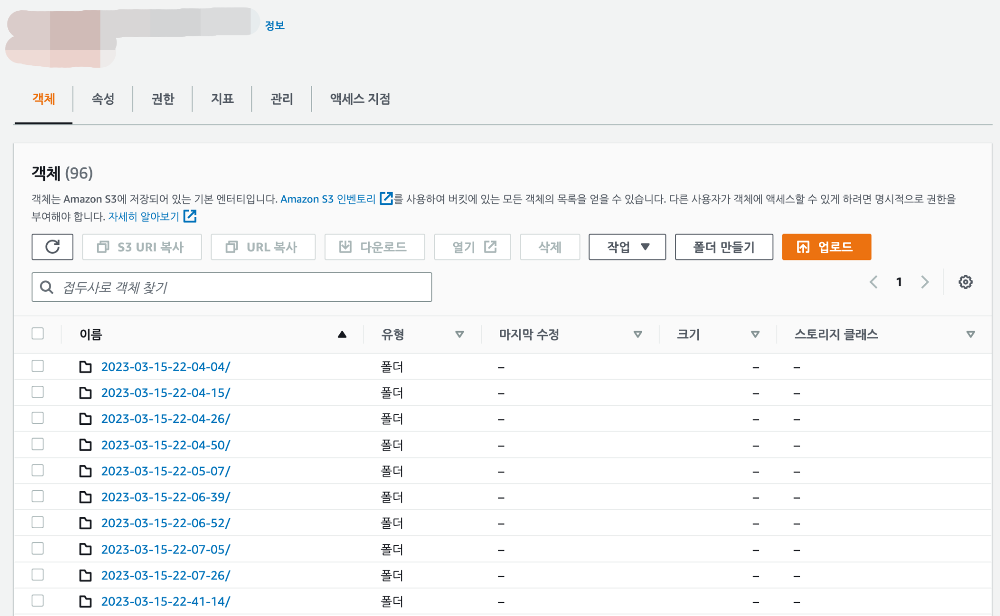 정보
객체 속성 권한 지표 관리 액세스 지점
객체 (96)
객체는 Amazon S3에 저장되어 있는 기본 엔터티입니다. Amazon S3 인벤토리 를 사용하여 버킷에 있는 모든 객체의 목록을 얻을 수 있습니다. 다른 사용자가 객체에 액세스할 수 있게 하려면 명시적으로 권한을
부여해야 합니다. 자세히 알아보기
S3 URI 복사 URL 복사 다운로드 열기 삭제 작업 폴더 만들기 업로드
접두사로 객체 찾기 1
이름 유형 마지막 수정 크기 스토리지 클래스
2023-03-15-22-04-04/ 폴더 – – –
2023-03-15-22-04-15/ 폴더 – – –
2023-03-15-22-04-26/ 폴더 – – –
2023-03-15-22-04-50/ 폴더 – – –
2023-03-15-22-05-07/ 폴더 – – –
2023-03-15-22-06-39/ 폴더 – – –
2023-03-15-22-06-52/ 폴더 – – –
2023-03-15-22-07-05/ 폴더 – – –
2023-03-15-22-07-26/ 폴더 – – –
2023-03-15-22-41-14/ 폴더 – – –